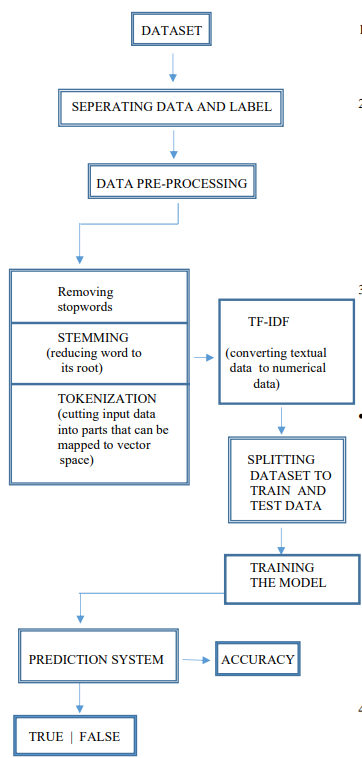 DATASET
SEPERATING DATA AND LABEL
DATA PRE-PROCESSING
Removing
stopwords
STEMMING
(reducing word to
its root)
TOKENIZATION
(cutting input data
into parts that can be
mapped to vector
space)
TF-IDF
(converting textual
data to numerical
data)
SPLITTING
DATASET TO
TRAIN AND
TEST DATA
TRAINING
THE MODEL
PREDICTION SYSTEM
ACCURACY
TRUE | FALSE